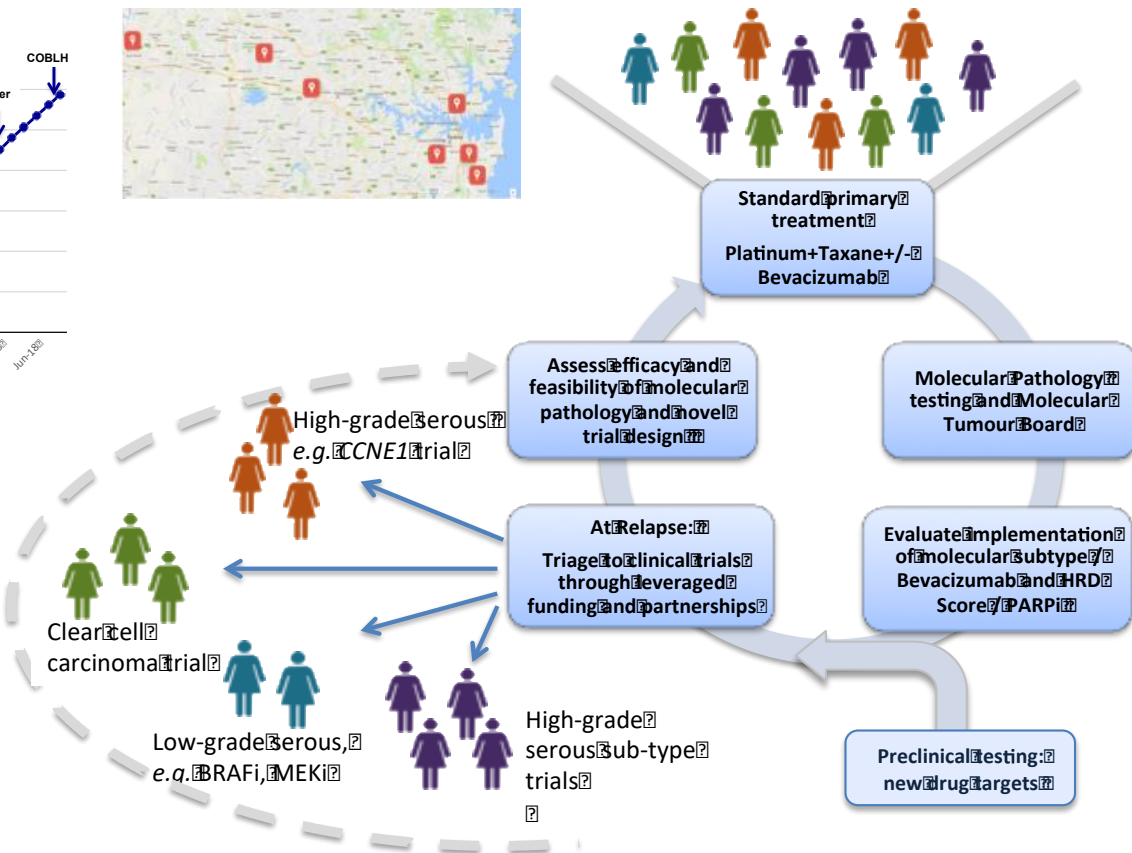 COBLH
er
Jun-18
Standard primary
treatment
Platinum+Taxane+/-
Bevacizumab
Assess efficacy and
feasibility of molecular
pathology and novel
trial design
Molecular Pathology
testing and Molecular
Tumour Board
High-grade serous
e.g. CCNE1 trial
At Relapse:
Triage to clinical trials
through leveraged
funding and partnerships
Evaluate implementation
of molecular subtype /
Bevacizumab and HRD
Score / PARPi
Clear cell
carcinoma trial
Low-grade serous,
e.g. BRAFi, MEKi
High-grade
serous sub-type
trials
Preclinical testing:
new drug targets